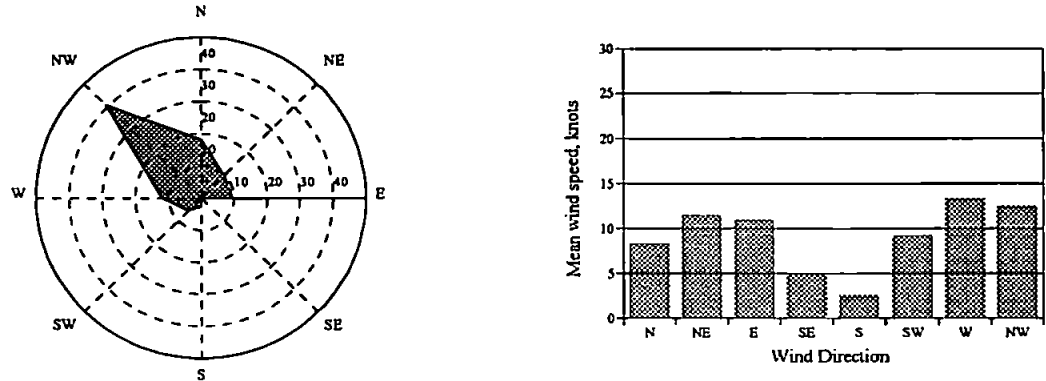 N
NW
NE
40
30
20
10 20 30 40
W
E
SW
SE
S
Mean wind speed, knots
30
25
20
15
10
5
0
N NE E SE S SW W NW
Wind Direction